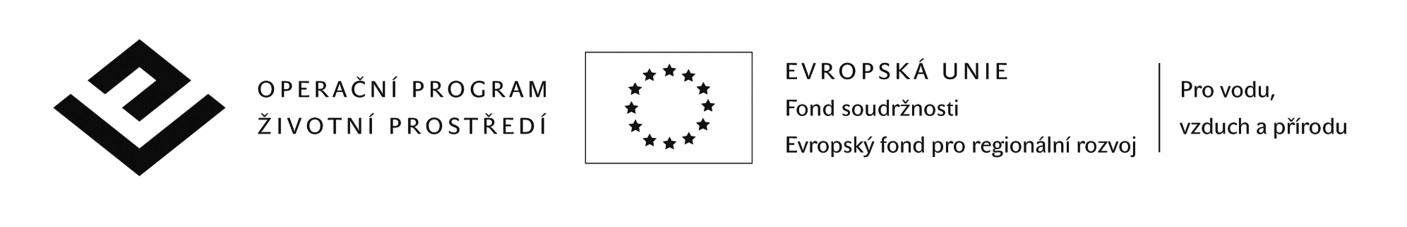 OPERAČNÍ PROGRAM
ŽIVOTNÍ PROSTŘEDÍ
EVROPSKÁ UNIE
Fond soudržnosti
Evropský fond pro regionální rozvoj
Pro vodu,
vzduch a přírodu